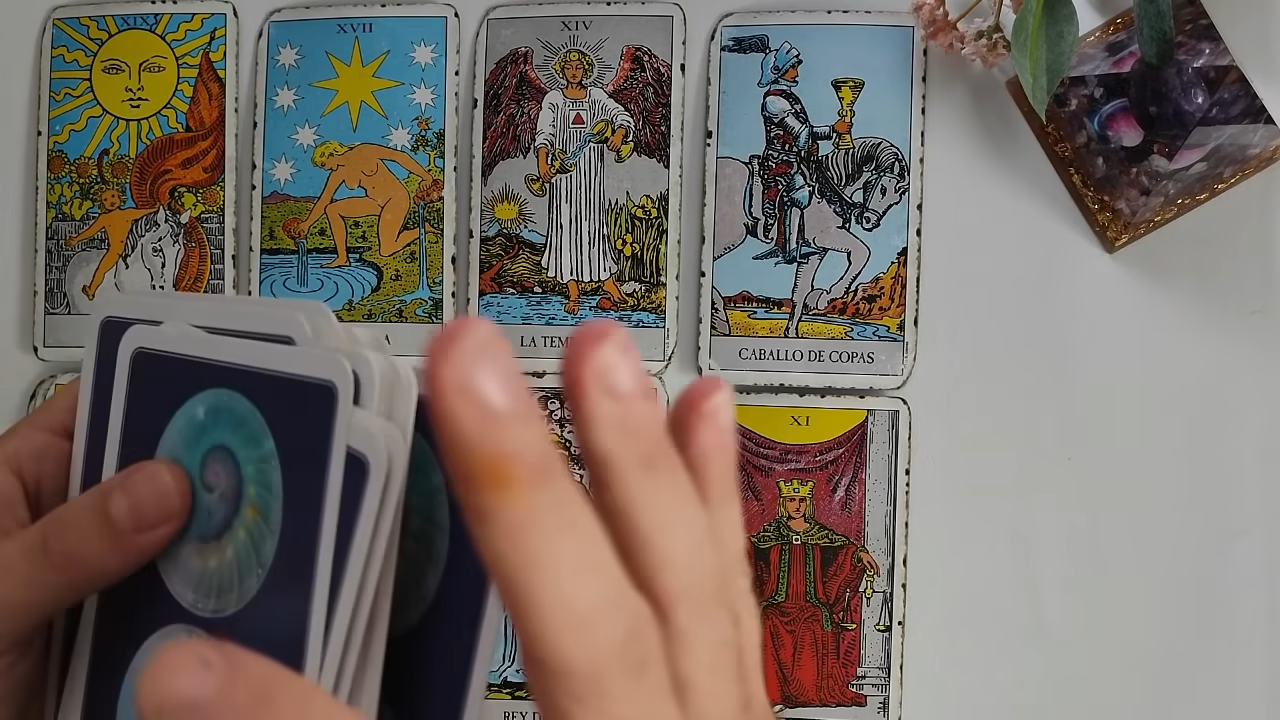 XIX
XVII
XIV
A
LA TEM
CABALLO DE COPAS
XI
REY D